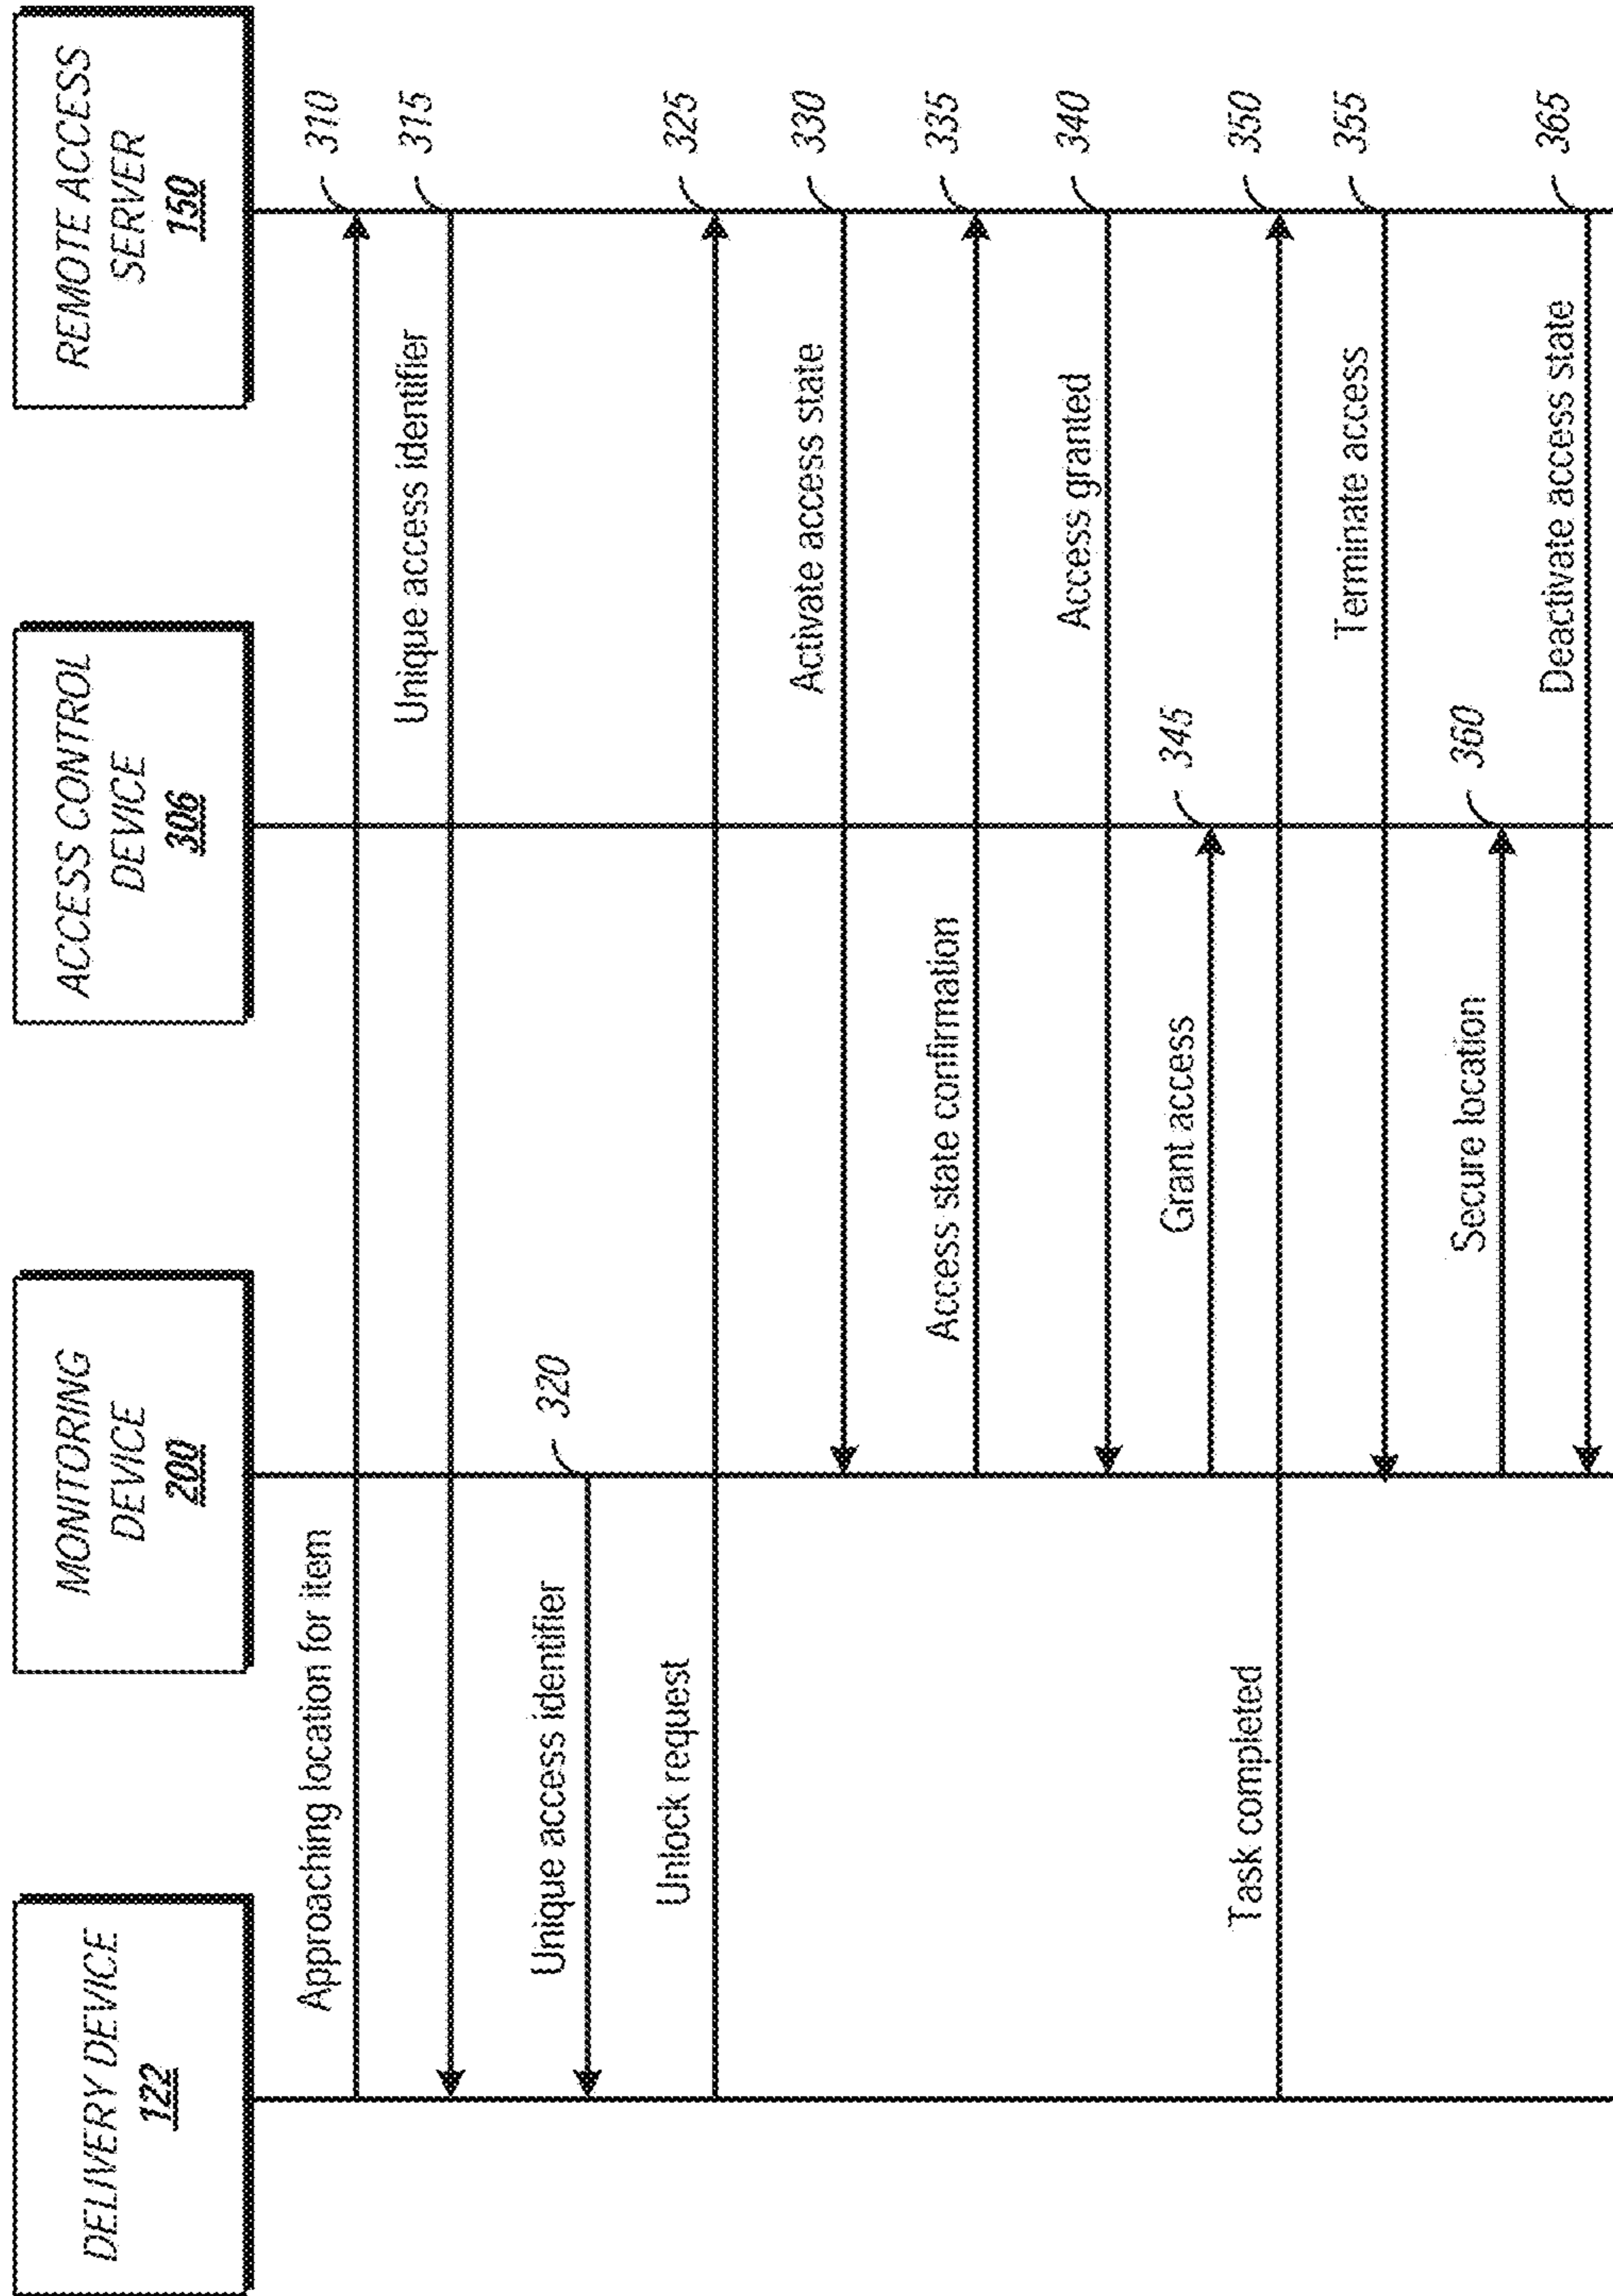 DELIVERY DEVICE
122
MONITORING
DEVICE
200
ACCESS CONTROL
DEVICE
306
REMOTE ACCESS
SERVER
150
Approaching location for item
310
Unique access identifier
315
Unique access identifier
320
Unlock request
325
Activate access state
330
Access state confirmation
335
Access granted
340
Grant access
345
Task completed
350
Terminate access
355
Secure location
360
Deactivate access state
365